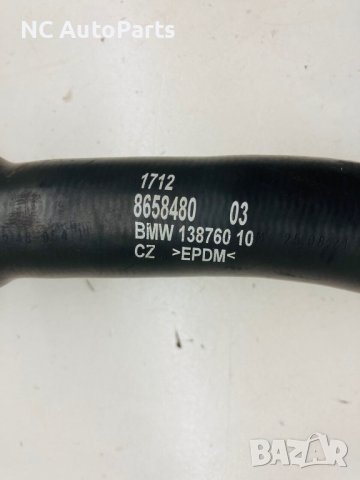 NC AutoParts
1712
8658480 03
BMW 138760 10
CZ >EPDM<
BAZAR